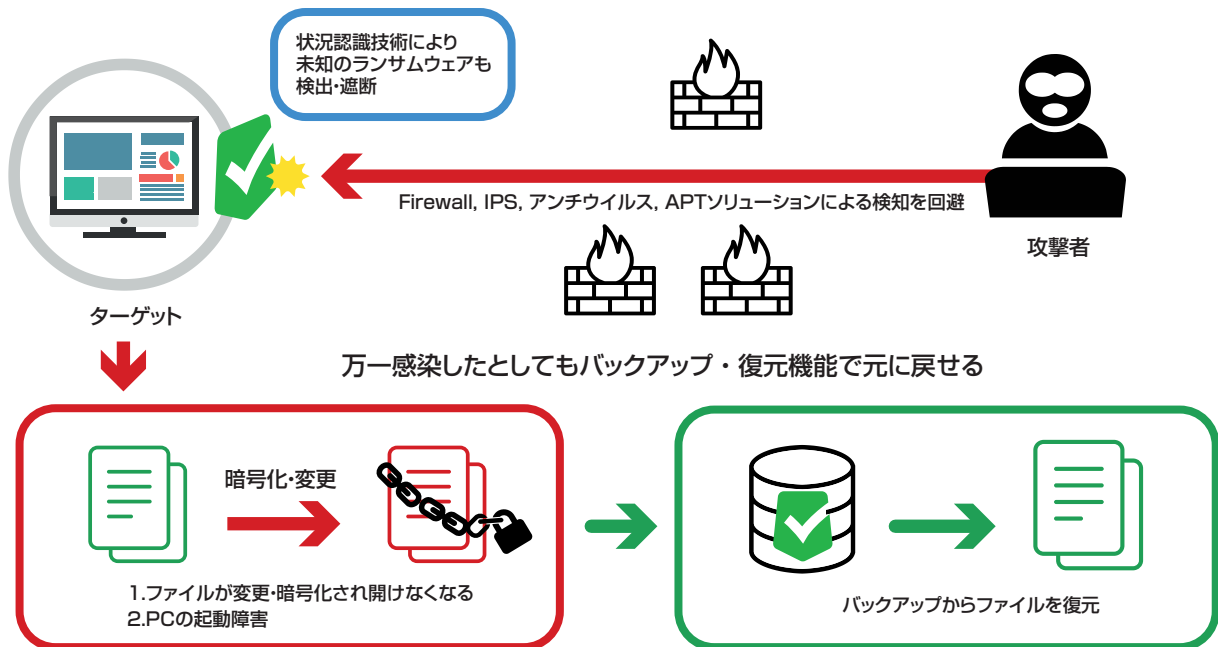 状況認識技術により
未知のランサムウェアも
検出・遮断
Firewall, IPS, アンチウイルス, APTソリューションによる検知を回避
攻撃者
ターゲット
万一感染したとしてもバックアップ・復元機能で元に戻せる
暗号化・変更
1.ファイルが変更・暗号化され開けなくなる
2.PCの起動障害
バックアップからファイルを復元